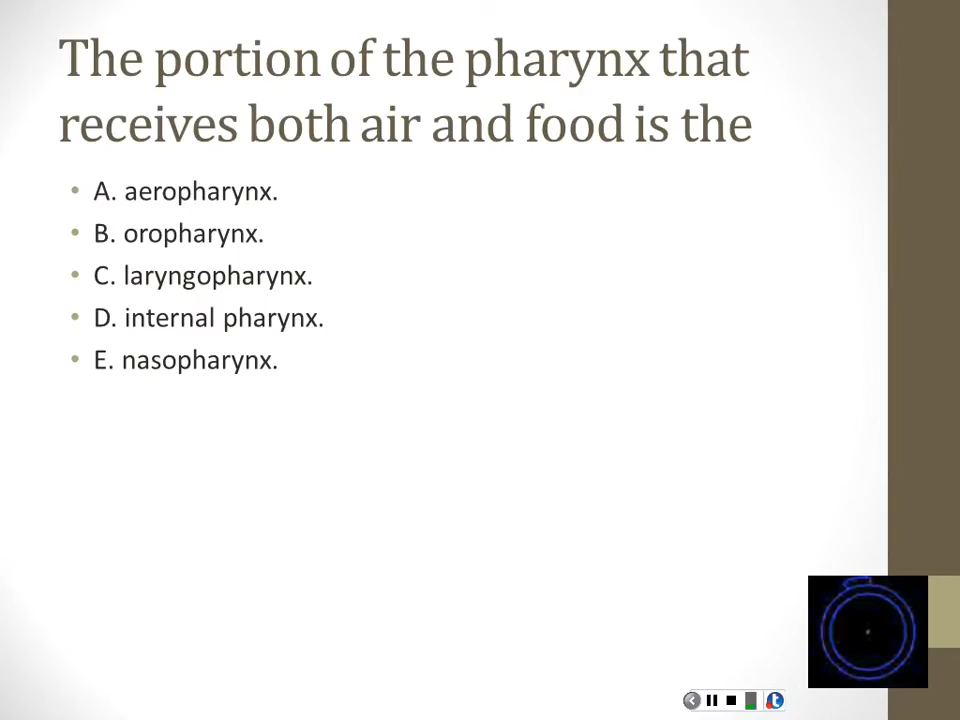 The portion of the pharynx that
receives both air and food is the
• A. aeropharynx.
• B. oropharynx.
• C. laryngopharynx.
• D. internal pharynx.
• E. nasopharynx.